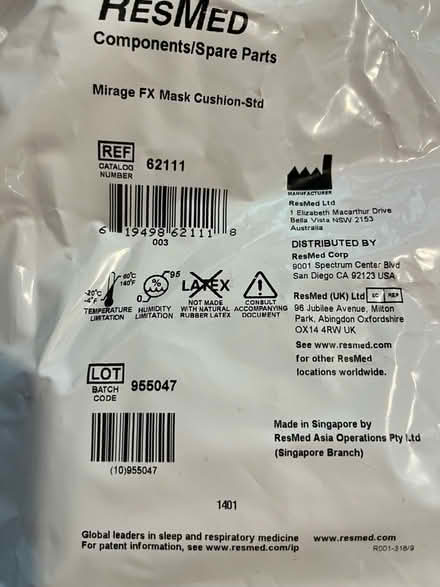 RESMED
Components/Spare Parts
Mirage FX Mask Cushion-Std
REF
CATALOG
NUMBER
62111
6 19498 62111 8
003
MANUFACTURER
ResMed Ltd
1 Elizabeth Macarthur Drive
Bella Vista NSW 2153
Australia
DISTRIBUTED BY
ResMed Corp
9001 Spectrum Center Blvd
San Diego CA 92123 USA
-20°C
-4°F
60°C
140°F
TEMPERATURE
LIMITATION
0
%
95
HUMIDITY
LIMITATION
LATEX
NOT MADE
WITH NATURAL
RUBBER LATEX
!
CONSULT
ACCOMPANYING
DOCUMENT
ResMed (UK) Ltd
EC REP
96 Jubilee Avenue, Milton
Park, Abingdon Oxfordshire
OX14 4RW UK
See www.resmed.com
for other ResMed
locations worldwide.
LOT
BATCH
CODE
955047
(10)955047
Made in Singapore by
ResMed Asia Operations Pty Ltd
(Singapore Branch)
1401
Global leaders in sleep and respiratory medicine
www.resmed.com
For patent information, see www.resmed.com/ip
R001-318/9